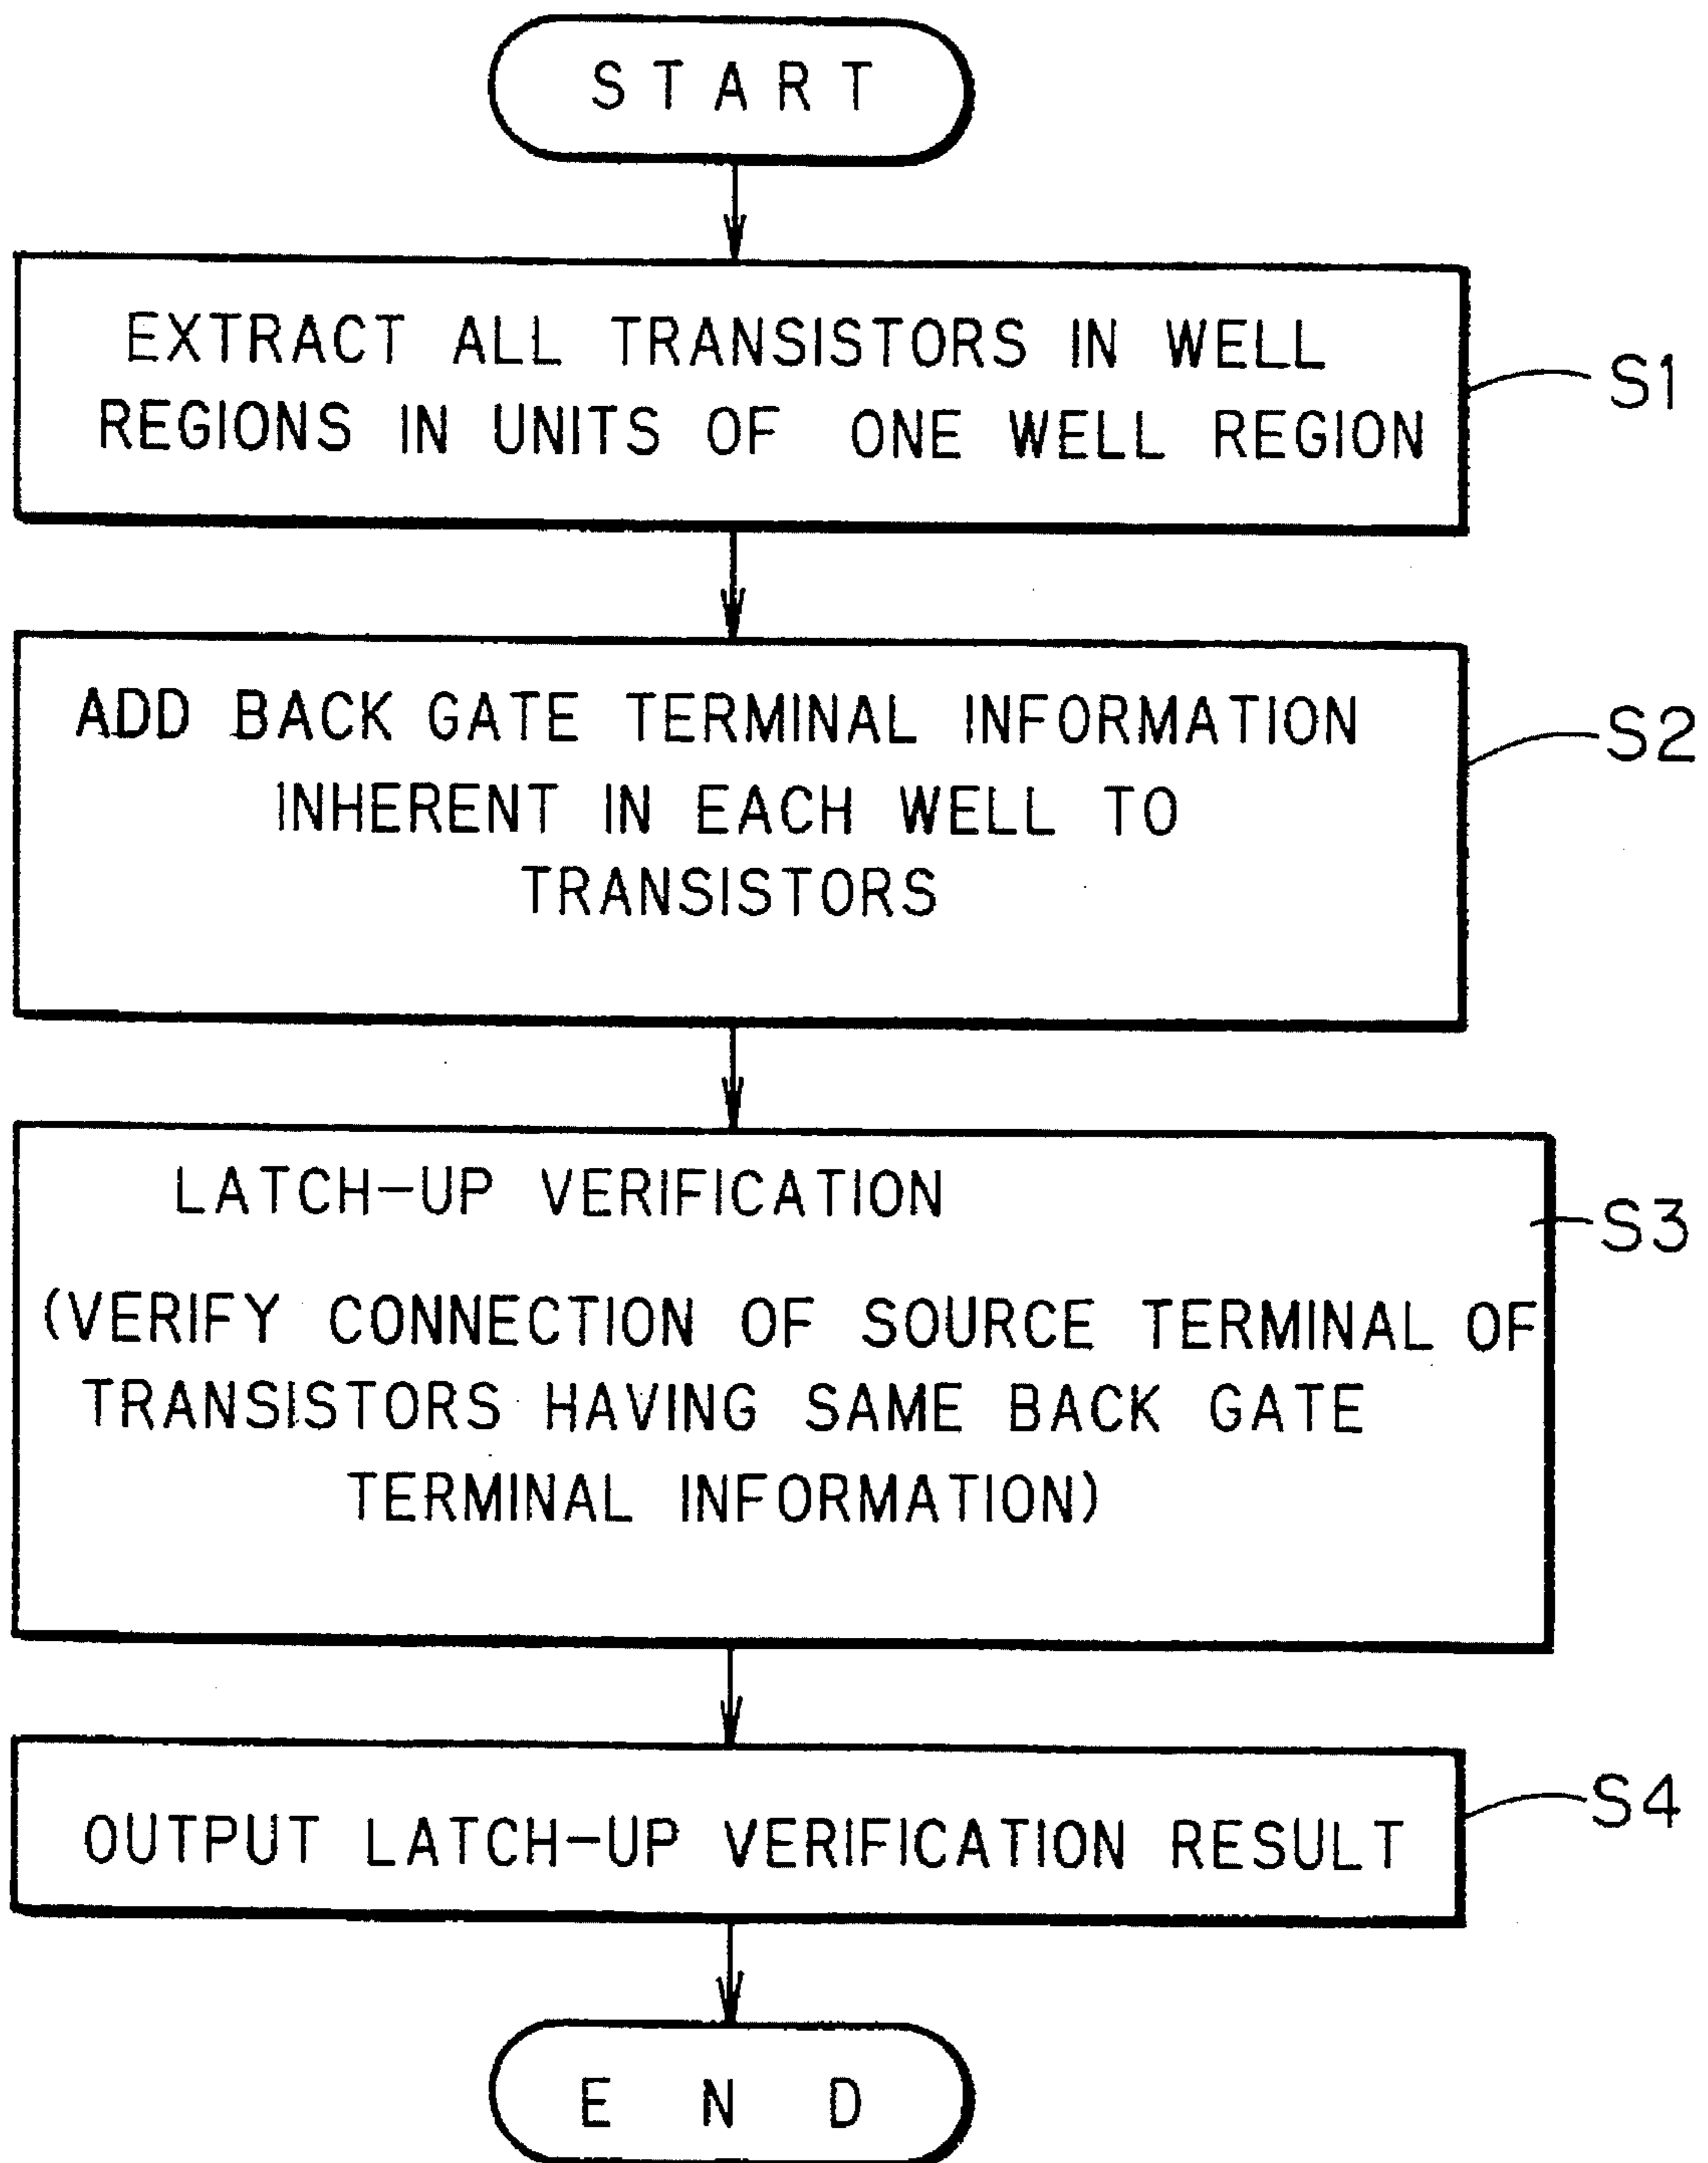 START
EXTRACT ALL TRANSISTORS IN WELL
REGIONS IN UNITS OF ONE WELL REGION
S1
ADD BACK GATE TERMINAL INFORMATION
INHERENT IN EACH WELL TO
TRANSISTORS
S2
LATCH-UP VERIFICATION
(VERIFY CONNECTION OF SOURCE TERMINAL OF
TRANSISTORS HAVING SAME BACK GATE
TERMINAL INFORMATION)
S3
OUTPUT LATCH-UP VERIFICATION RESULT
S4
END